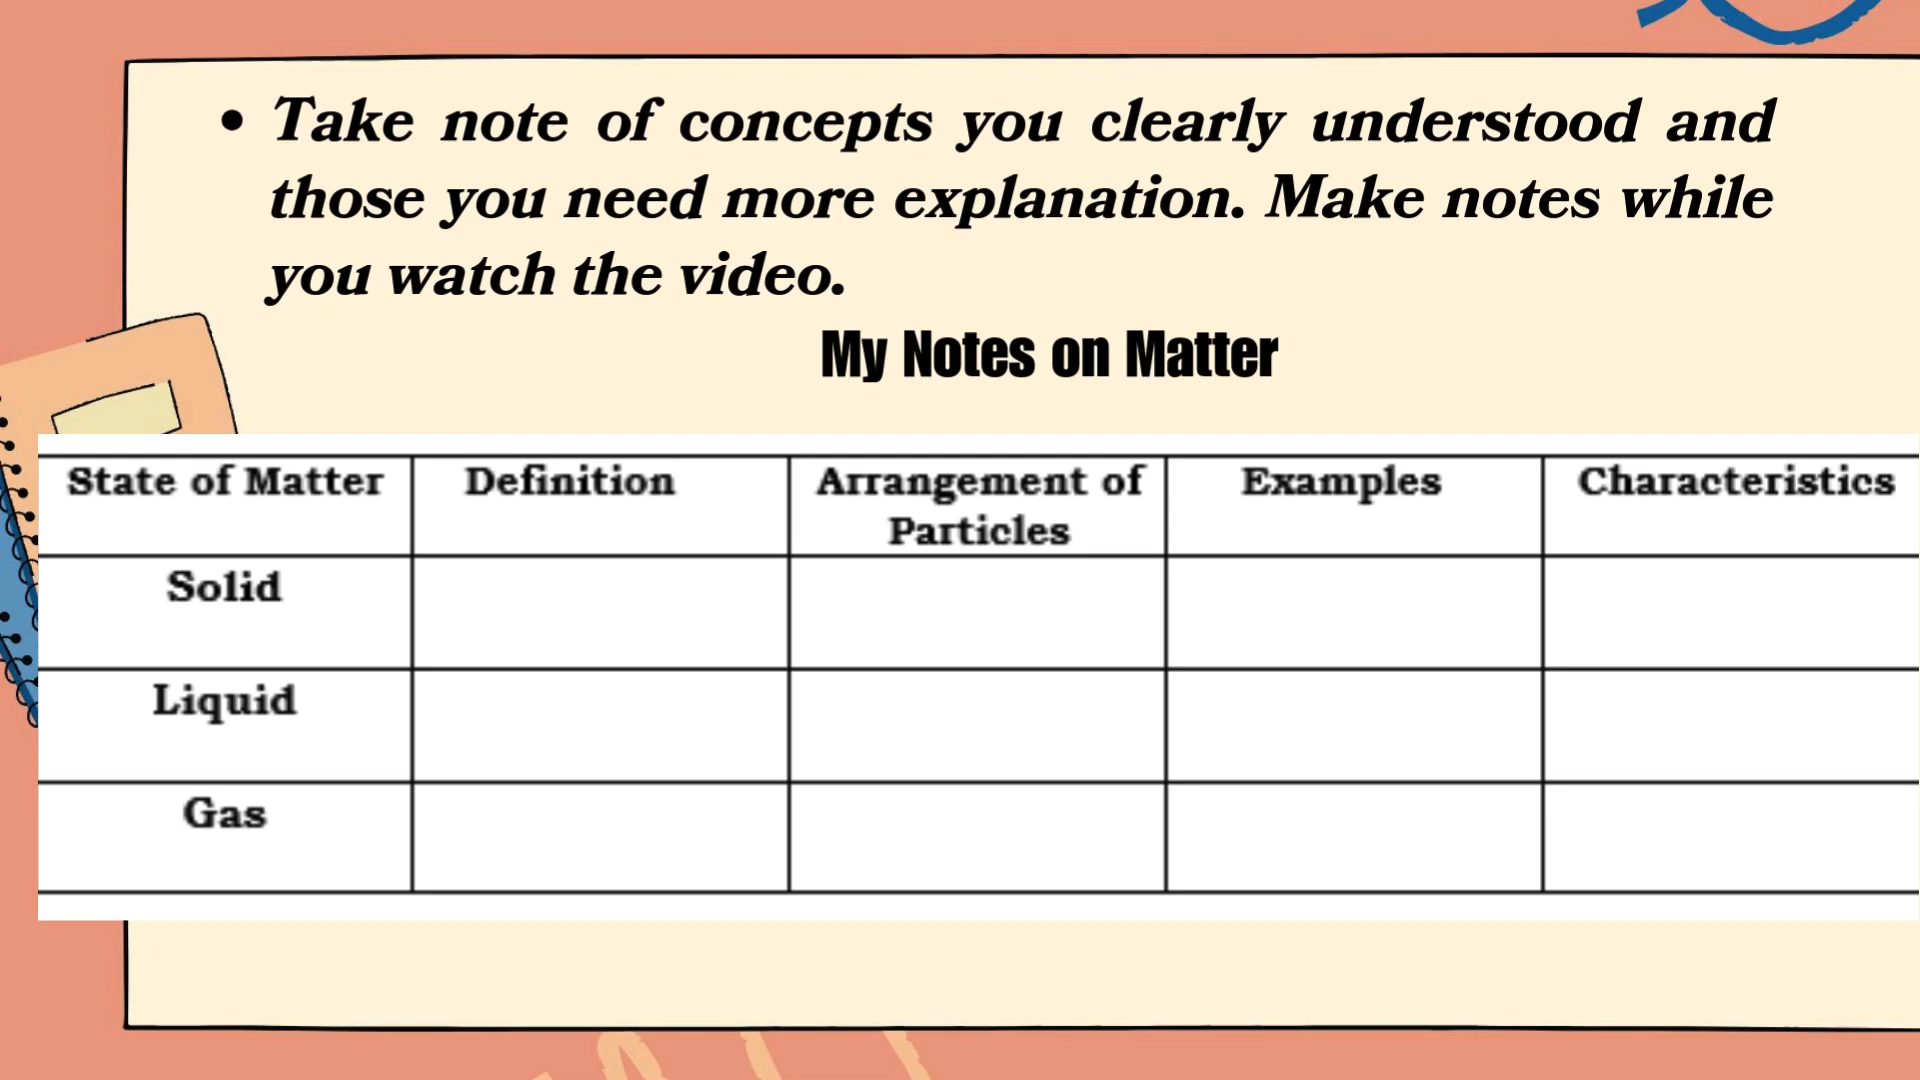 • Take note of concepts you clearly understood and
those you need more explanation. Make notes while
you watch the video.
My Notes on Matter
State of Matter Definition Arrangement of Particles Examples Characteristics
Solid
Liquid
Gas